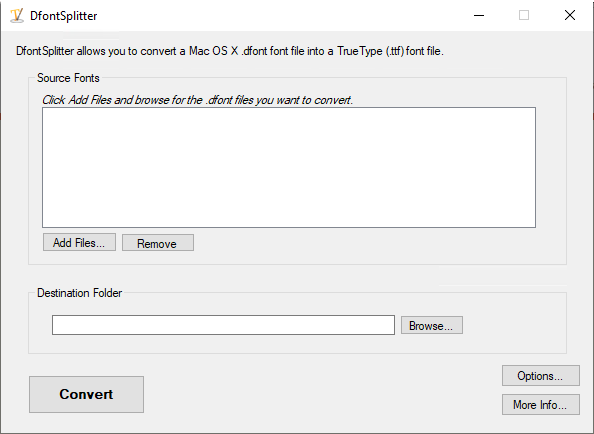 DfontSplitter
DfontSplitter allows you to convert a Mac OS X .dfont font file into a TrueType (.ttf) font file.
Source Fonts
Click Add Files and browse for the .dfont files you want to convert.
Add Files...
Remove
Destination Folder
Browse...
Convert
Options...
More Info...